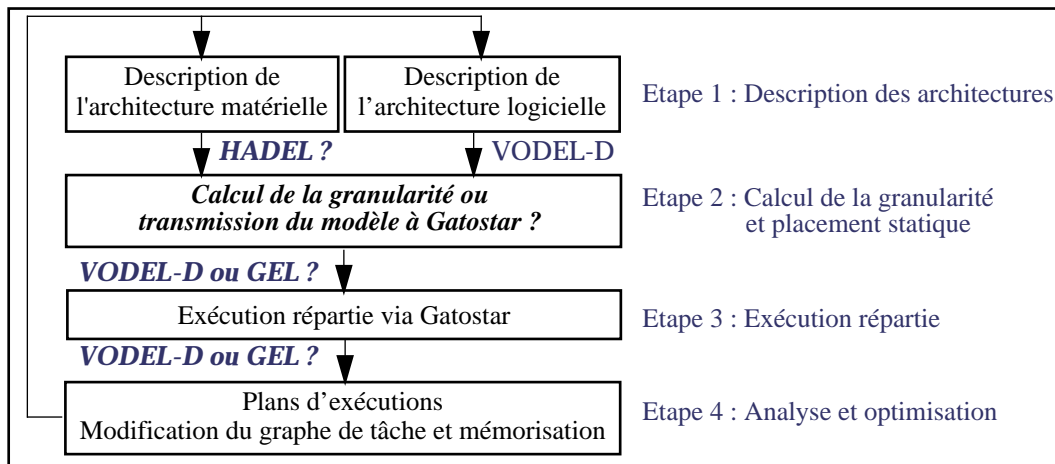 Description de
l'architecture matérielle
Description de
l’architecture logicielle
Etape 1 : Description des architectures
HADEL ?
VODEL-D
Calcul de la granularité ou
transmission du modèle à Gatostar ?
Etape 2 : Calcul de la granularité
et placement statique
VODEL-D ou GEL ?
Exécution répartie via Gatostar
Etape 3 : Exécution répartie
VODEL-D ou GEL ?
Plans d’exécutions
Modification du graphe de tâche et mémorisation
Etape 4 : Analyse et optimisation